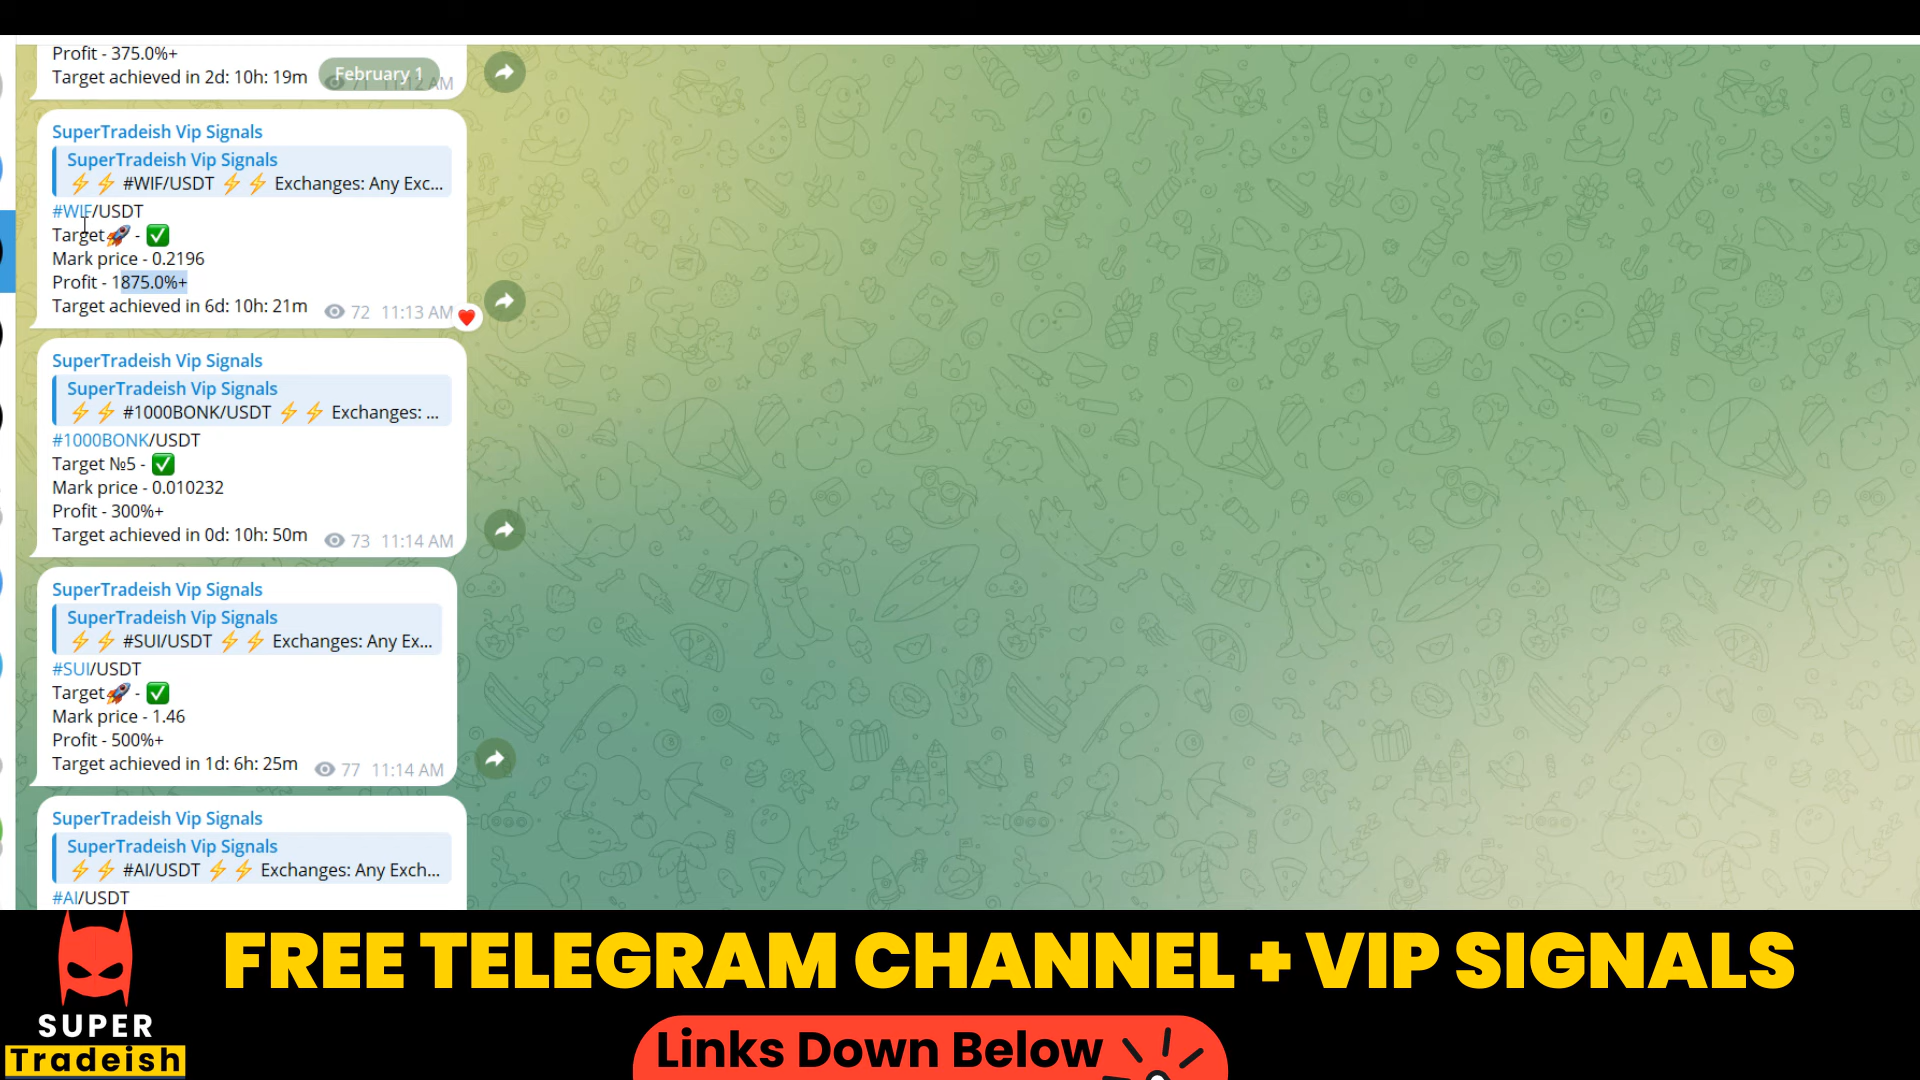 Profit - 375.0%+
Target achieved in 2d: 10h: 19m
February 1
71 11:12 AM
SuperTradeish Vip Signals
SuperTradeish Vip Signals
⚡⚡ #WIF/USDT ⚡⚡ Exchanges: Any Exc...
#WIF/USDT
Target🚀 - ✅
Mark price - 0.2196
Profit - 1875.0%+
Target achieved in 6d: 10h: 21m
72 11:13 AM
SuperTradeish Vip Signals
SuperTradeish Vip Signals
⚡⚡ #1000BONK/USDT ⚡⚡ Exchanges: ...
#1000BONK/USDT
Target №5 - ✅
Mark price - 0.010232
Profit - 300%+
Target achieved in 0d: 10h: 50m
73 11:14 AM
SuperTradeish Vip Signals
SuperTradeish Vip Signals
⚡⚡ #SUI/USDT ⚡⚡ Exchanges: Any Ex...
#SUI/USDT
Target🚀 - ✅
Mark price - 1.46
Profit - 500%+
Target achieved in 1d: 6h: 25m
77 11:14 AM
SuperTradeish Vip Signals
SuperTradeish Vip Signals
⚡⚡ #AI/USDT ⚡⚡ Exchanges: Any Exch...
#AI/USDT
FREE TELEGRAM CHANNEL + VIP SIGNALS
SUPER
Tradeish
Links Down Below